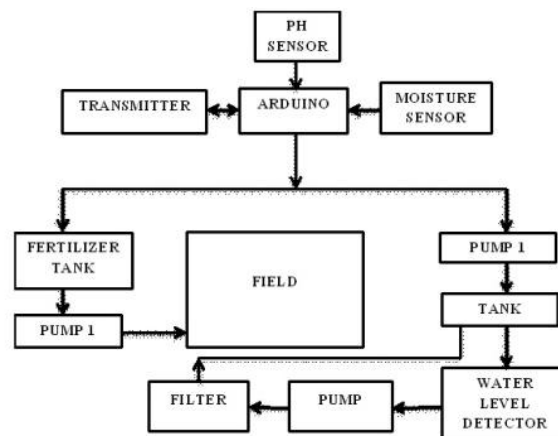 PH
SENSOR
TRANSMITTER
ARDUINO
MOISTURE
SENSOR
FERTILIZER
TANK
FIELD
PUMP 1
TANK
PUMP 1
FILTER
PUMP
WATER
LEVEL
DETECTOR